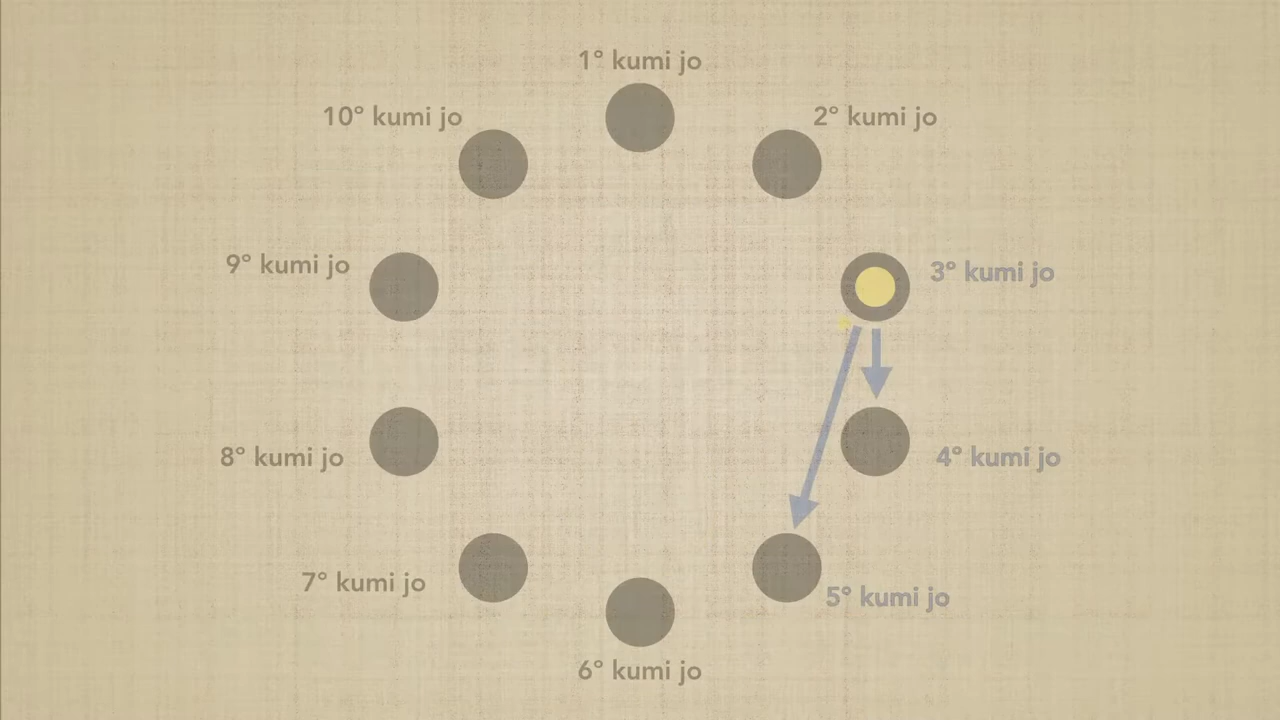 1° kumi jo
10° kumi jo
2° kumi jo
9° kumi jo
3° kumi jo
8° kumi jo
4° kumi jo
7° kumi jo
5° kumi jo
6° kumi jo